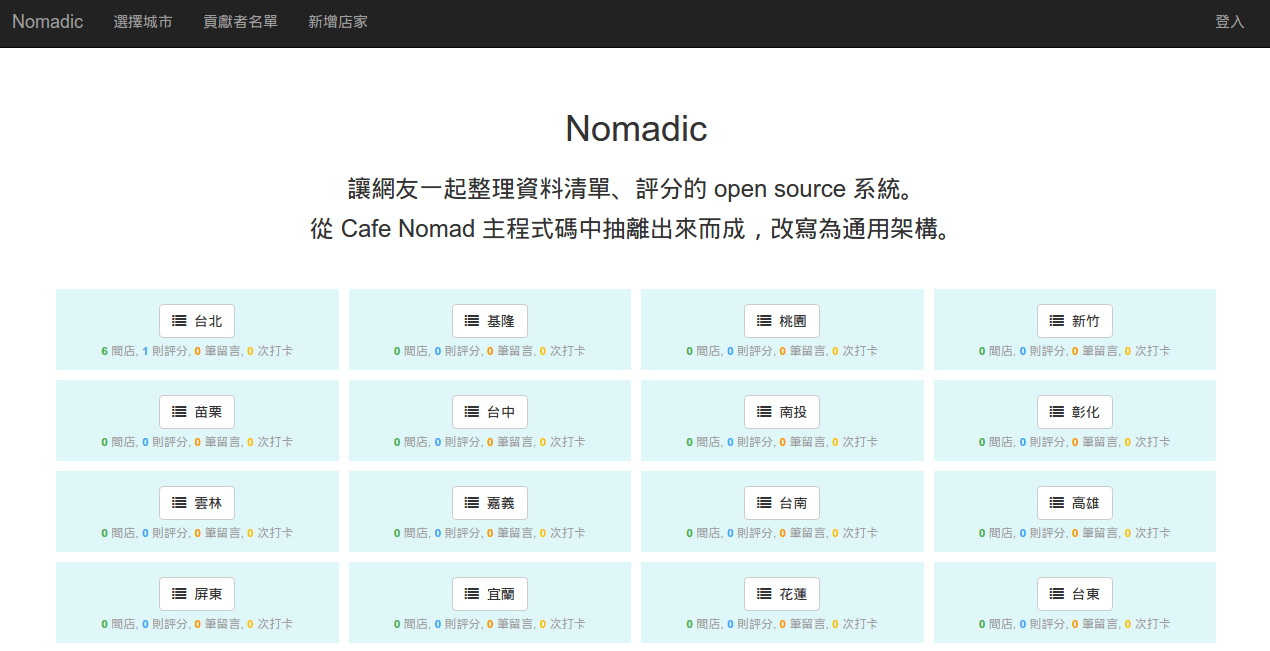 Nomadic 選擇城市 貢獻者名單 新增店家 登入
Nomadic
讓網友一起整理資料清單、評分的 open source 系統。
從 Cafe Nomad 主程式碼中抽離出來而成，改寫為通用架構。
台北 基隆 桃園 新竹
6 間店, 1 則評分, 0 筆留言, 0 次打卡 0 間店, 0 則評分, 0 筆留言, 0 次打卡 0 間店, 0 則評分, 0 筆留言, 0 次打卡 0 間店, 0 則評分, 0 筆留言, 0 次打卡
苗栗 台中 南投 彰化
0 間店, 0 則評分, 0 筆留言, 0 次打卡 0 間店, 0 則評分, 0 筆留言, 0 次打卡 0 間店, 0 則評分, 0 筆留言, 0 次打卡 0 間店, 0 則評分, 0 筆留言, 0 次打卡
雲林 嘉義 台南 高雄
0 間店, 0 則評分, 0 筆留言, 0 次打卡 0 間店, 0 則評分, 0 筆留言, 0 次打卡 0 間店, 0 則評分, 0 筆留言, 0 次打卡 0 間店, 0 則評分, 0 筆留言, 0 次打卡
屏東 宜蘭 花蓮 台東
0 間店, 0 則評分, 0 筆留言, 0 次打卡 0 間店, 0 則評分, 0 筆留言, 0 次打卡 0 間店, 0 則評分, 0 筆留言, 0 次打卡 0 間店, 0 則評分, 0 筆留言, 0 次打卡